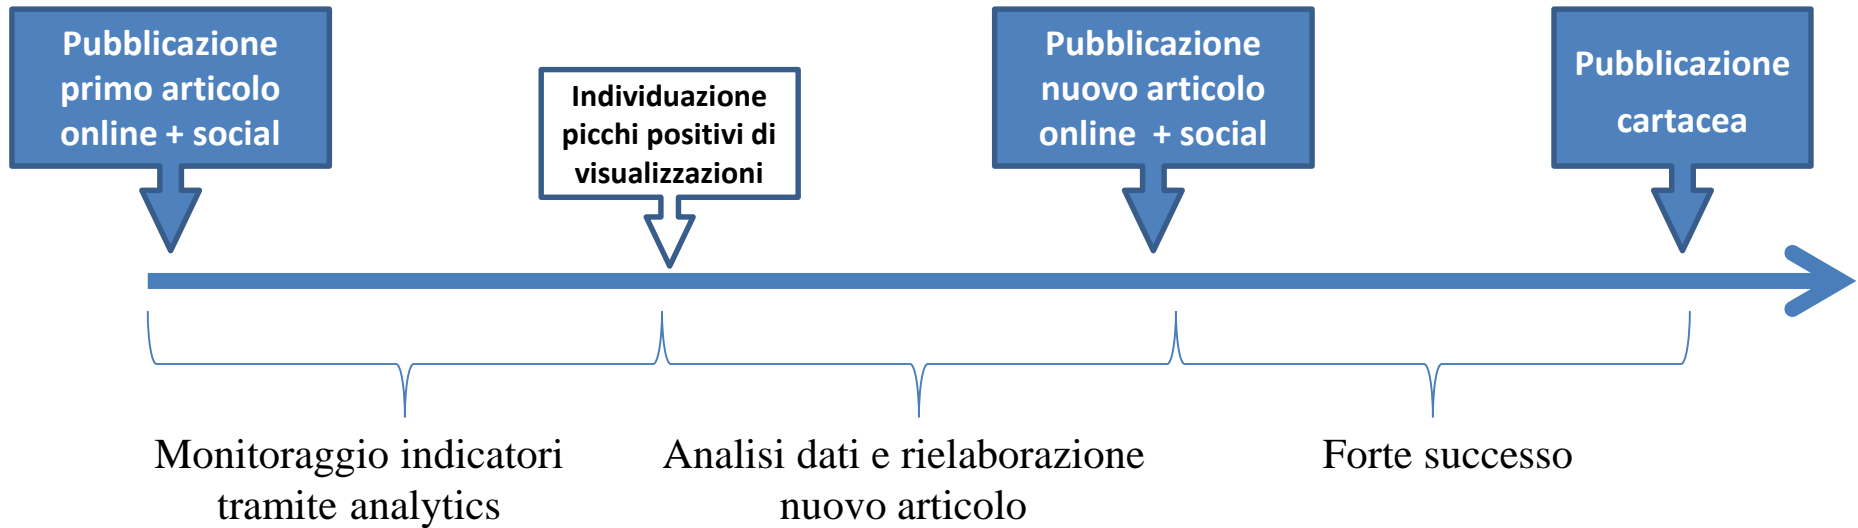 Pubblicazione
primo articolo
online + social
Individuazione
picchi positivi di
visualizzazioni
Pubblicazione
nuovo articolo
online + social
Pubblicazione
cartacea
Monitoraggio indicatori
tramite analytics
Analisi dati e rielaborazione
nuovo articolo
Forte successo